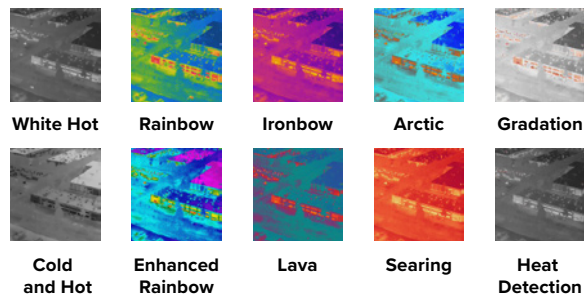 White Hot
Rainbow
Ironbow
Arctic
Gradation
Cold
and Hot
Enhanced
Rainbow
Lava
Searing
Heat
Detection